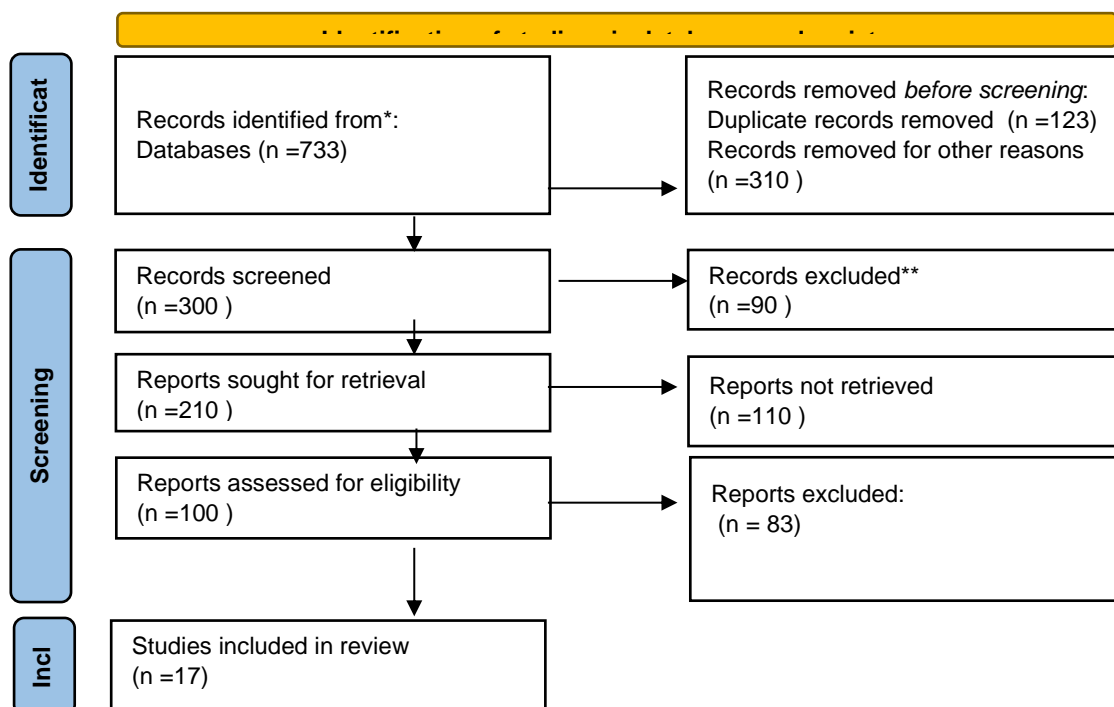 Identificat
Records identified from*:
Databases (n =733)
Records removed before screening:
Duplicate records removed (n =123)
Records removed for other reasons
(n =310 )
Screening
Records screened
(n =300 )
Records excluded**
(n =90 )
Reports sought for retrieval
(n =210 )
Reports not retrieved
(n =110 )
Reports assessed for eligibility
(n =100 )
Reports excluded:
(n = 83)
Incl
Studies included in review
(n =17)